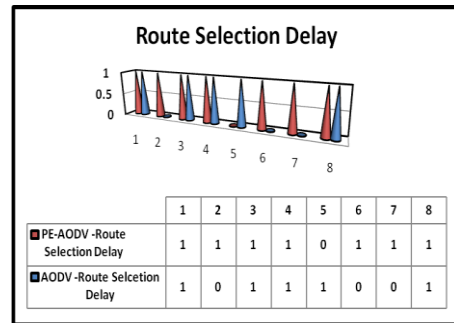 Route Selection Delay
1
0.5
0
1 2 3 4 5 6 7 8
1 2 3 4 5 6 7 8
PE-AODV -Route Selection Delay 1 1 1 1 0 1 1 1
AODV -Route Selcetion Delay 1 0 1 1 1 0 0 1